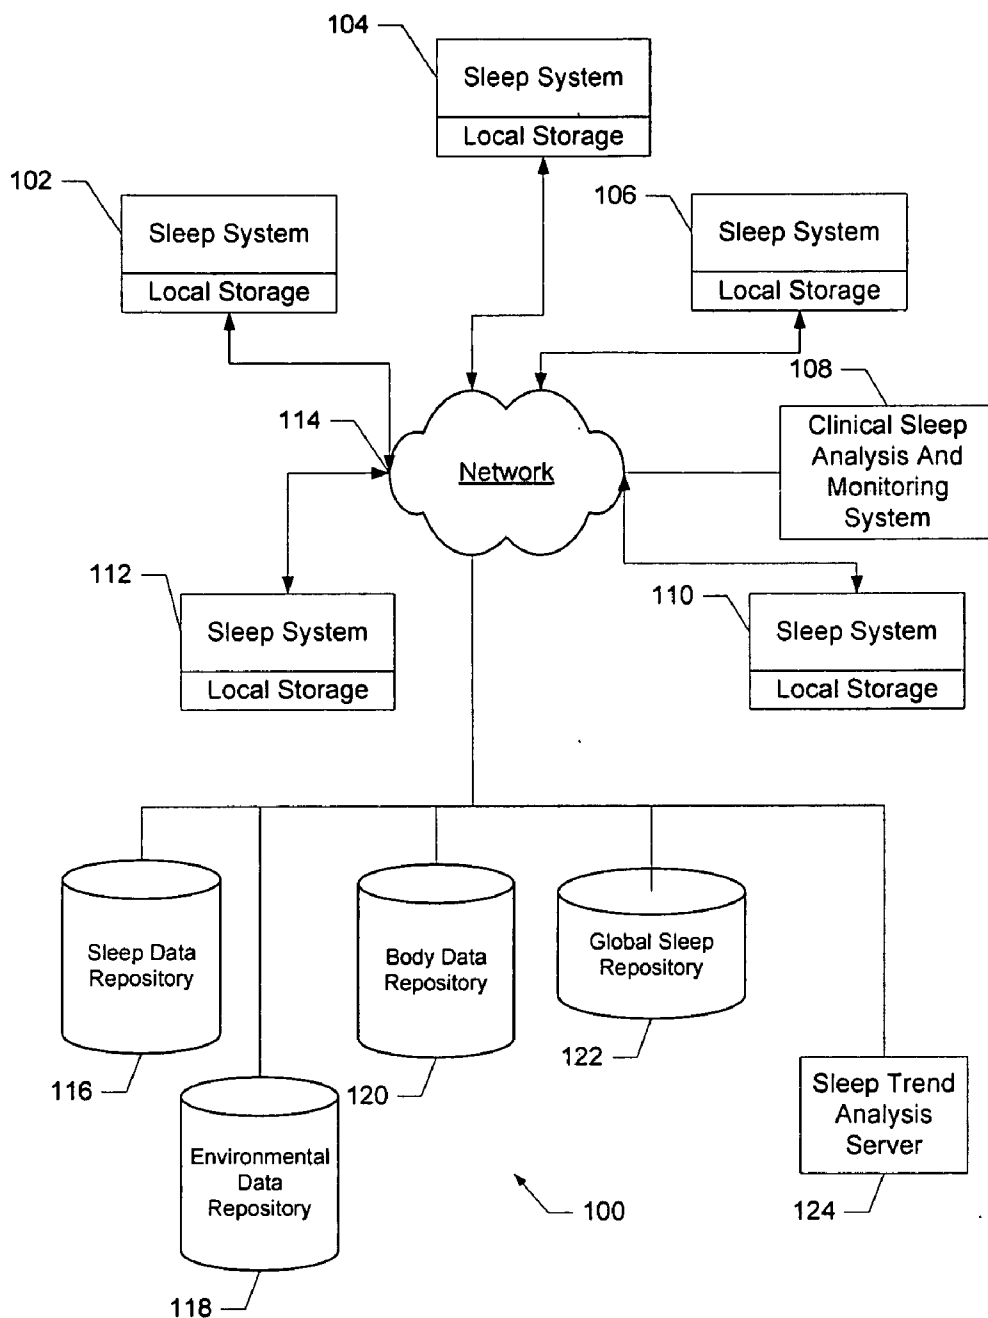 104
Sleep System
Local Storage
102
Sleep System
Local Storage
106
Sleep System
Local Storage
108
Clinical Sleep
Analysis And
Monitoring
System
114
Network
112
Sleep System
Local Storage
110
Sleep System
Local Storage
Sleep Data
Repository
116
Environmental
Data
Repository
118
Body Data
Repository
120
Global Sleep
Repository
122
Sleep Trend
Analysis
Server
124
100